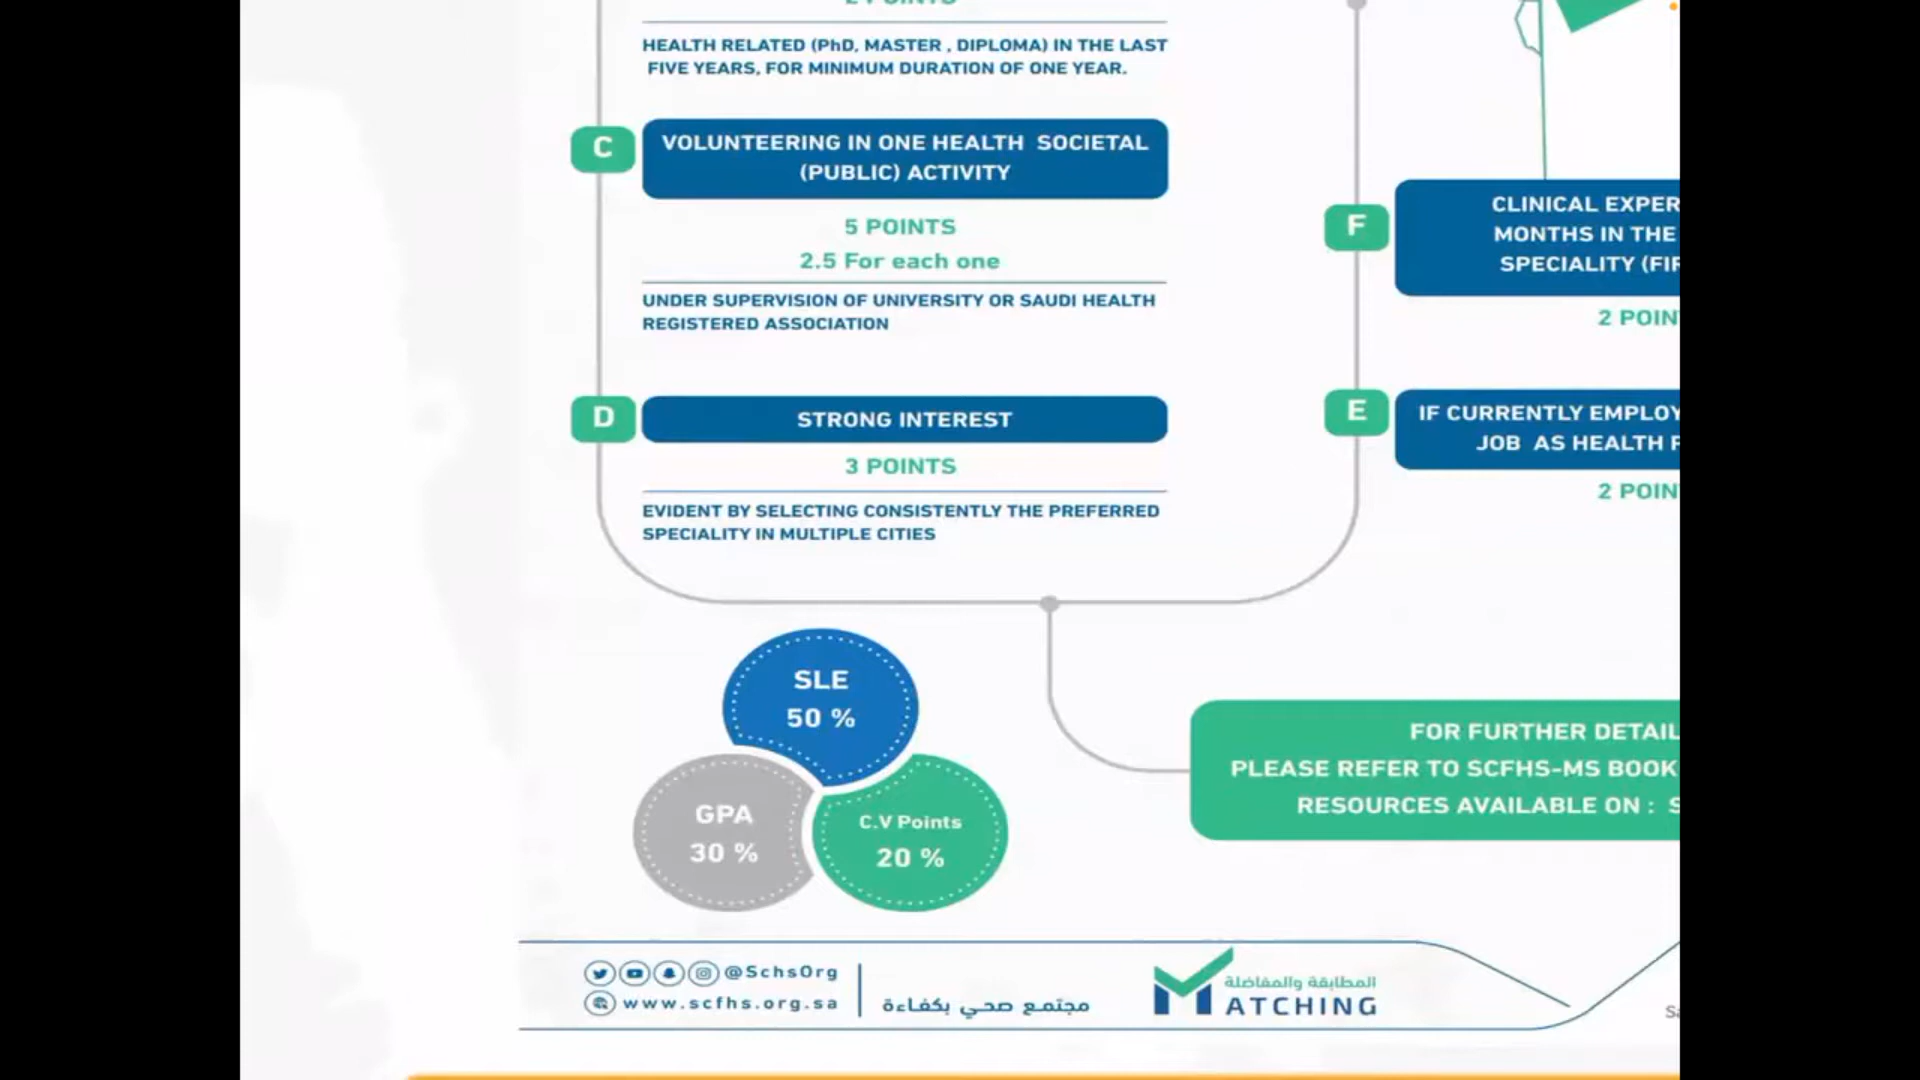 HEALTH RELATED (PhD, MASTER , DIPLOMA) IN THE LAST
FIVE YEARS, FOR MINIMUM DURATION OF ONE YEAR.
C
VOLUNTEERING IN ONE HEALTH SOCIETAL
(PUBLIC) ACTIVITY
5 POINTS
2.5 For each one
UNDER SUPERVISION OF UNIVERSITY OR SAUDI HEALTH
REGISTERED ASSOCIATION
D
STRONG INTEREST
3 POINTS
EVIDENT BY SELECTING CONSISTENTLY THE PREFERRED
SPECIALITY IN MULTIPLE CITIES
F
CLINICAL
MONTHS IN THE
SPECIALITY
2
E
IF CURRENTLY
JOB AS HEALTH
2
SLE
50 %
GPA
30 %
C.V Points
20 %
FOR FURTHER
PLEASE REFER TO SCFHS-MS BOOK
RESOURCES AVAILABLE ON :
@SchsOrg
www.scfhs.org.sa
مجتمع صحي بكفاءة
المطابقة والمفاضلة
MATCHING